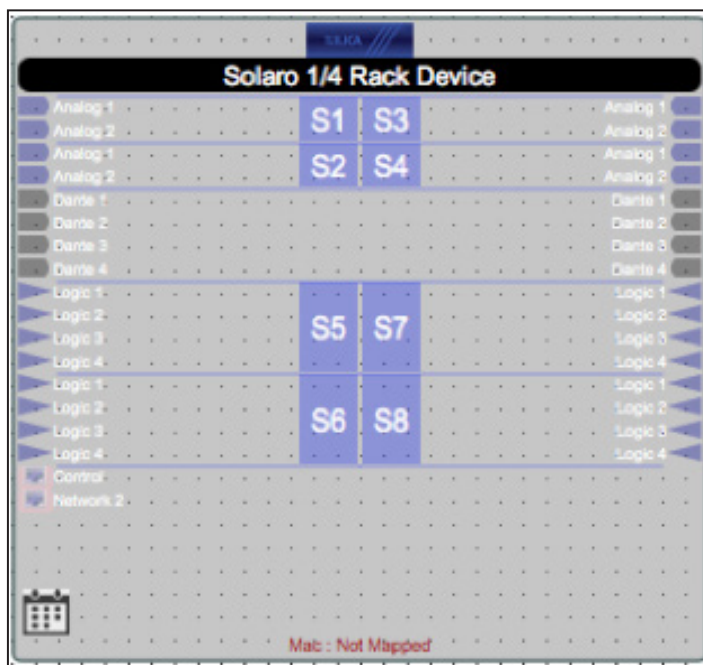 SILICA
Solaro 1/4 Rack Device
Analog 1 S1 S3 Analog 1
Analog 2 Analog 2
Analog 1 S2 S4 Analog 1
Analog 2 Analog 2
Dante 1 Dante 1
Dante 2 Dante 2
Dante 3 Dante 3
Dante 4 Dante 4
Logic 1 Logic 1
Logic 2 S5 S7 Logic 2
Logic 3 Logic 3
Logic 4 Logic 4
Logic 1 Logic 1
Logic 2 S6 S8 Logic 2
Logic 3 Logic 3
Logic 4 Logic 4
Control
Network 2
Mac : Not Mapped